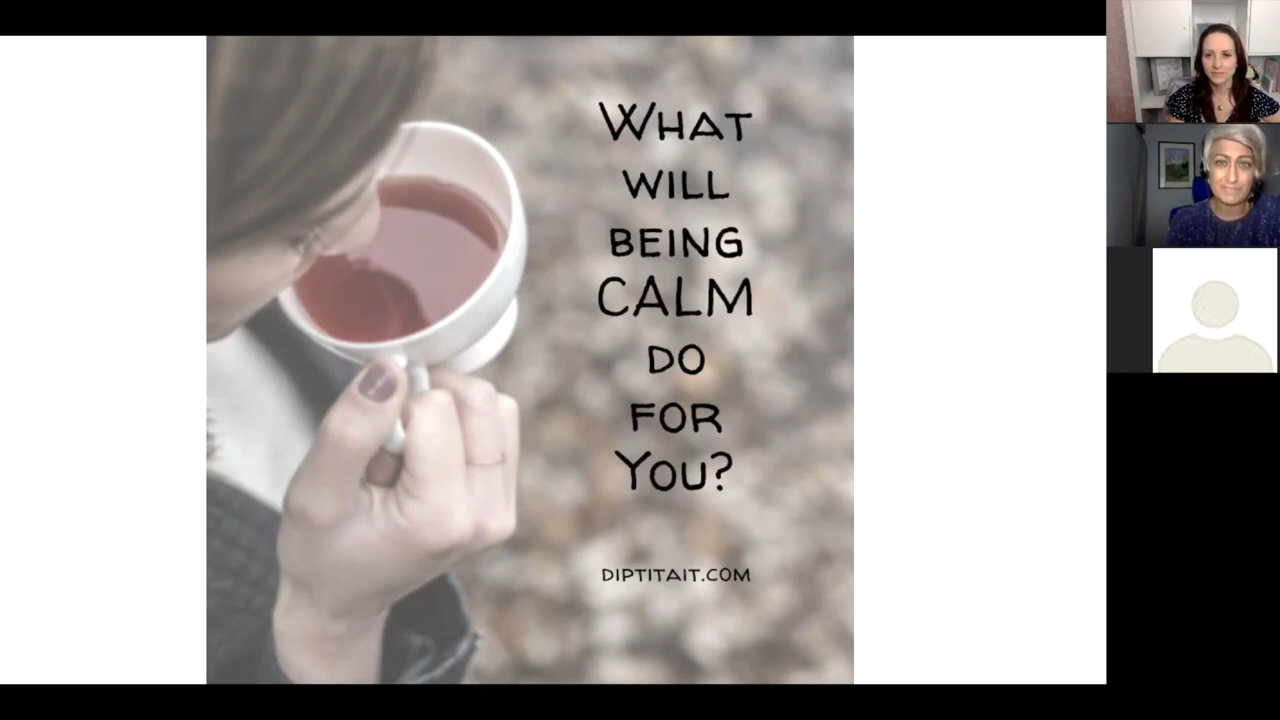 WHAT
WILL
BEING
CALM
DO
FOR
YOU?
DIPTITAIT.COM